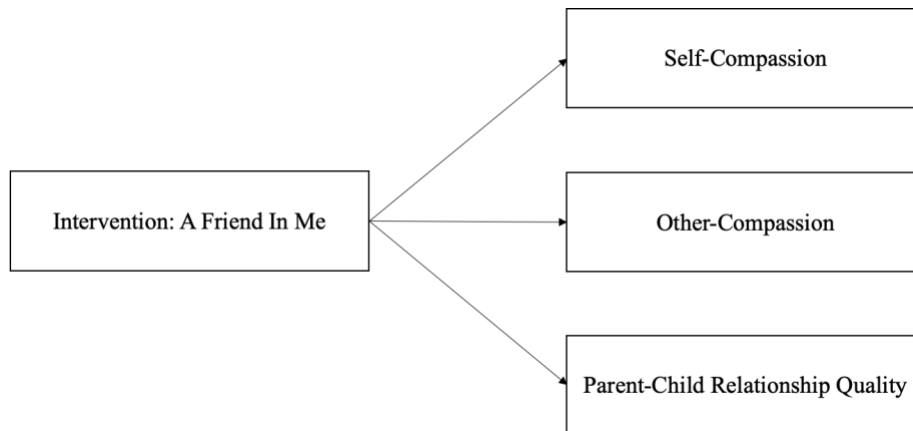 Self-Compassion
Intervention: A Friend In Me
Other-Compassion
Parent-Child Relationship Quality